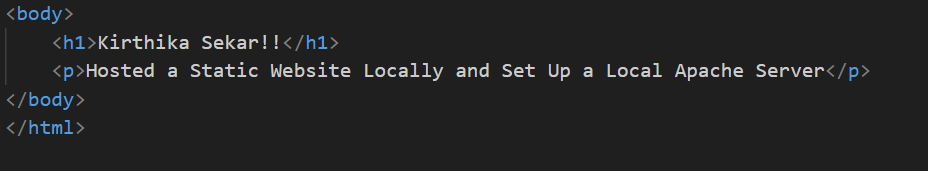 <body>
<h1>Kirthika Sekar!!</h1>
<p>Hosted a Static Website Locally and Set Up a Local Apache Server</p>
</body>
</html>